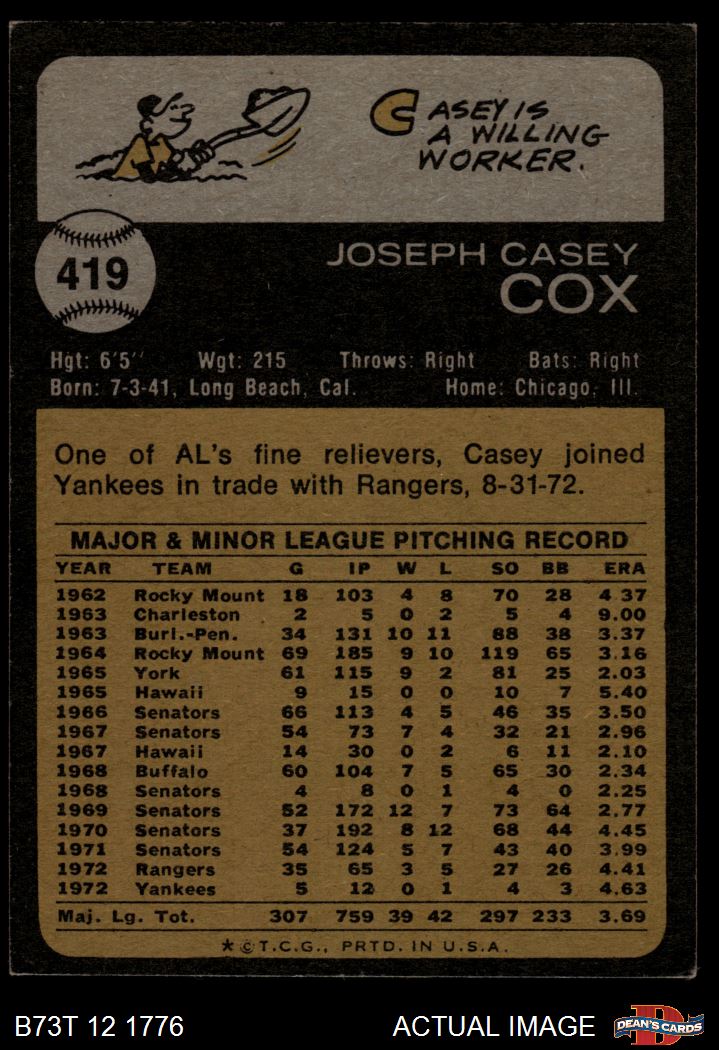 CASEY IS
A WILLING
WORKER.
419
JOSEPH CASEY
COX
Hgt: 6'5" Wgt: 215 Throws: Right Bats: Right
Born: 7-3-41, Long Beach, Cal. Home: Chicago, Ill.
One of AL's fine relievers, Casey joined
Yankees in trade with Rangers, 8-31-72.
MAJOR & MINOR LEAGUE PITCHING RECORD
YEAR TEAM G IP W L SO BB ERA
1962 Rocky Mount 18 103 4 8 70 28 4.37
1963 Charleston 2 5 0 2 5 4 9.00
1963 Burl.-Pen. 34 131 10 11 88 38 3.37
1964 Rocky Mount 69 185 9 10 119 65 3.16
1965 York 61 115 9 2 81 25 2.03
1965 Hawaii 9 15 0 0 10 7 5.40
1966 Senators 66 113 4 5 46 35 3.50
1967 Senators 54 73 7 4 32 21 2.96
1967 Hawaii 14 30 0 2 6 11 2.10
1968 Buffalo 60 104 7 5 65 30 2.34
1968 Senators 4 8 0 1 4 0 2.25
1969 Senators 52 172 12 7 73 64 2.77
1970 Senators 37 192 8 12 68 44 4.45
1971 Senators 54 124 5 7 43 40 3.99
1972 Rangers 35 65 3 5 27 26 4.41
1972 Yankees 5 12 0 1 4 3 4.63
Maj. Lg. Tot. 307 759 39 42 297 233 3.69
★ © T.C.G., PRTD. IN U.S.A.
B73T 12 1776 ACTUAL IMAGE D DEAN'S CARDS